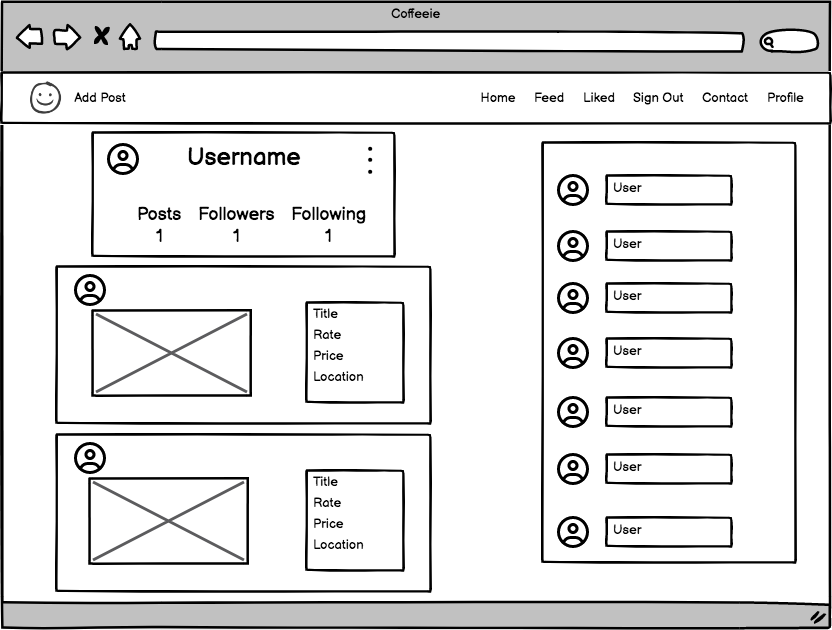 Coffeeie
Add Post Home Feed Liked Sign Out Contact Profile
Username
Posts Followers Following
1 1 1
Title
Rate
Price
Location
Title
Rate
Price
Location
User
User
User
User
User
User
User